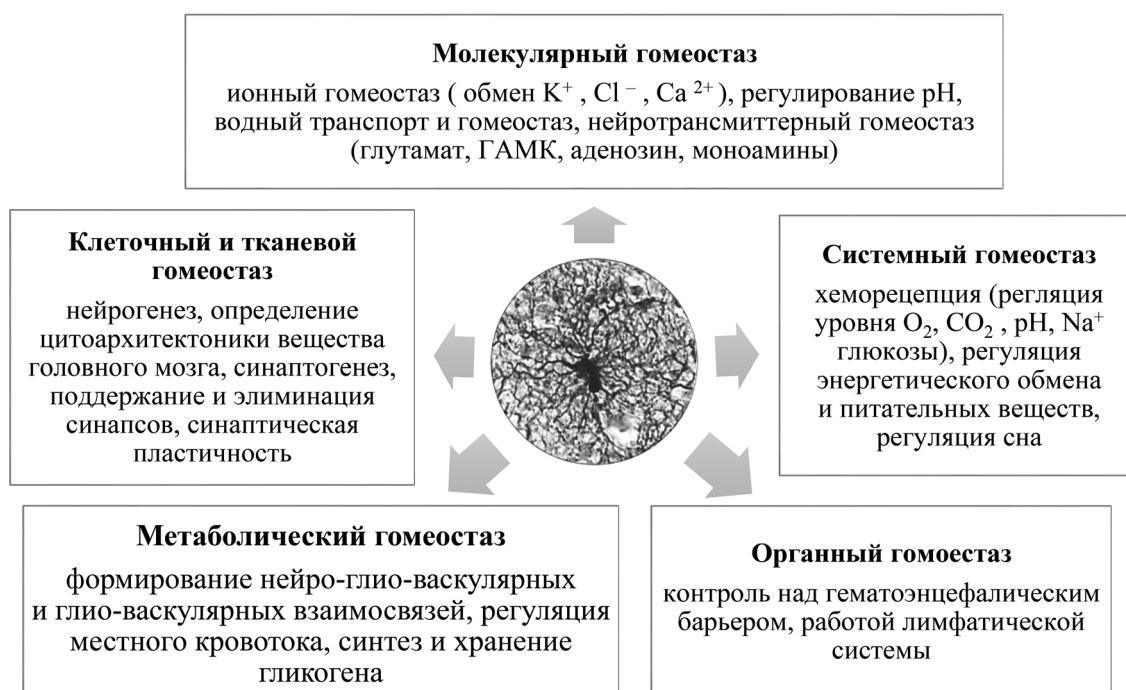 Молекулярный гомеостаз
ионный гомеостаз ( обмен K⁺ , Cl ⁻ , Ca ²⁺ ), регулирование pH,
водный транспорт и гомеостаз, нейротрансмиттерный гомеостаз
(глутамат, ГАМК, аденозин, моноамины)
Клеточный и тканевой
гомеостаз
нейрогенез, определение
цитоархитектоники вещества
головного мозга, синаптогенез,
поддержание и элиминация
синапсов, синаптическая
пластичность
Системный гомеостаз
хеморецепция (регляция
уровня O₂, CO₂ , pH, Na⁺
глюкозы), регуляция
энергетического обмена
и питательных веществ,
регуляция сна
Метаболический гомеостаз
формирование нейро-глио-васкулярных
и глио-васкулярных взаимосвязей, регуляция
местного кровотока, синтез и хранение
гликогена
Органный гомоестаз
контроль над гематоэнцефалическим
барьером, работой лимфатической
системы